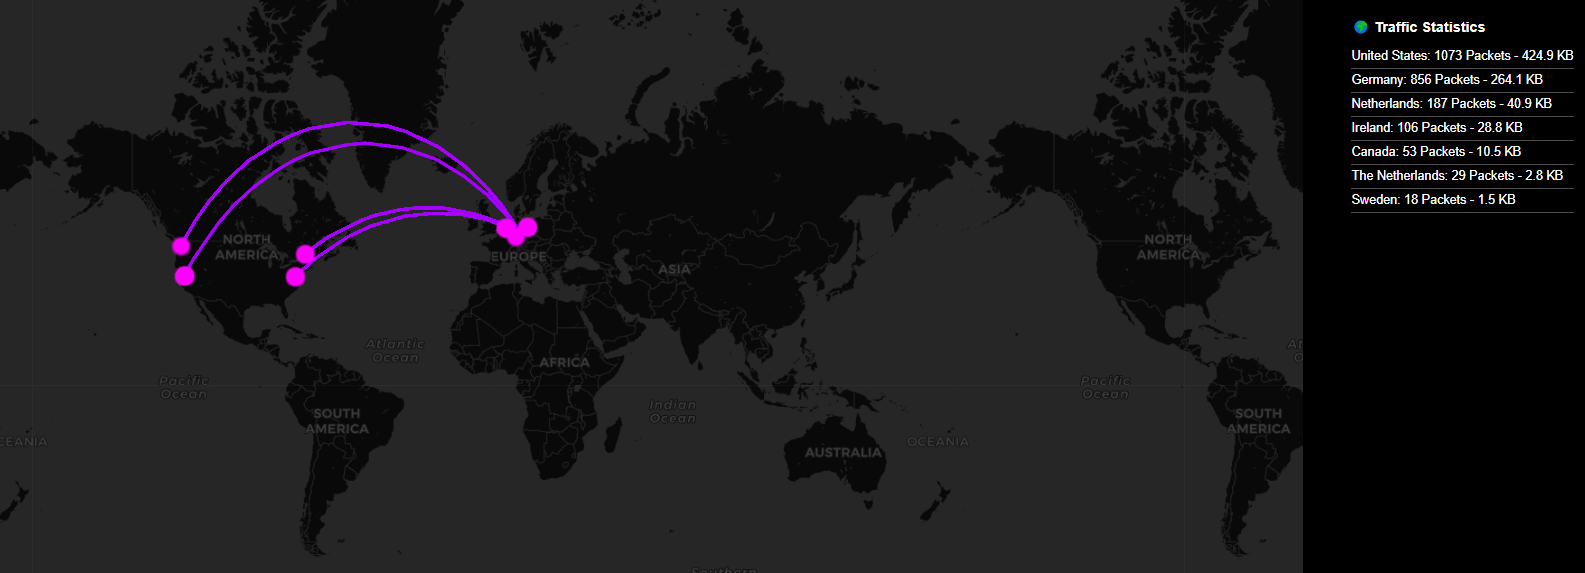 Traffic Statistics
United States: 1073 Packets - 424.9 KB
Germany: 856 Packets - 264.1 KB
Netherlands: 187 Packets - 40.9 KB
Ireland: 106 Packets - 28.8 KB
Canada: 53 Packets - 10.5 KB
The Netherlands: 29 Packets - 2.8 KB
Sweden: 18 Packets - 1.5 KB
NORTH
AMERICA
EUROPE
ASIA
NORTH
AMERICA
Atlantic
Ocean
AFRICA
Pacific
Ocean
Indian
Ocean
Pacific
Ocean
SOUTH
AMERICA
SOUTH
AMERICA
CEANIA
AUSTRALIA
OCEANIA